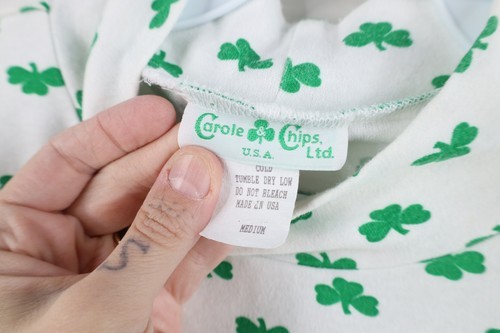 Carole & Chips,
U.S.A. Ltd.
COLD
TUMBLE DRY LOW
DO NOT BLEACH
MADE IN USA
MEDIUM